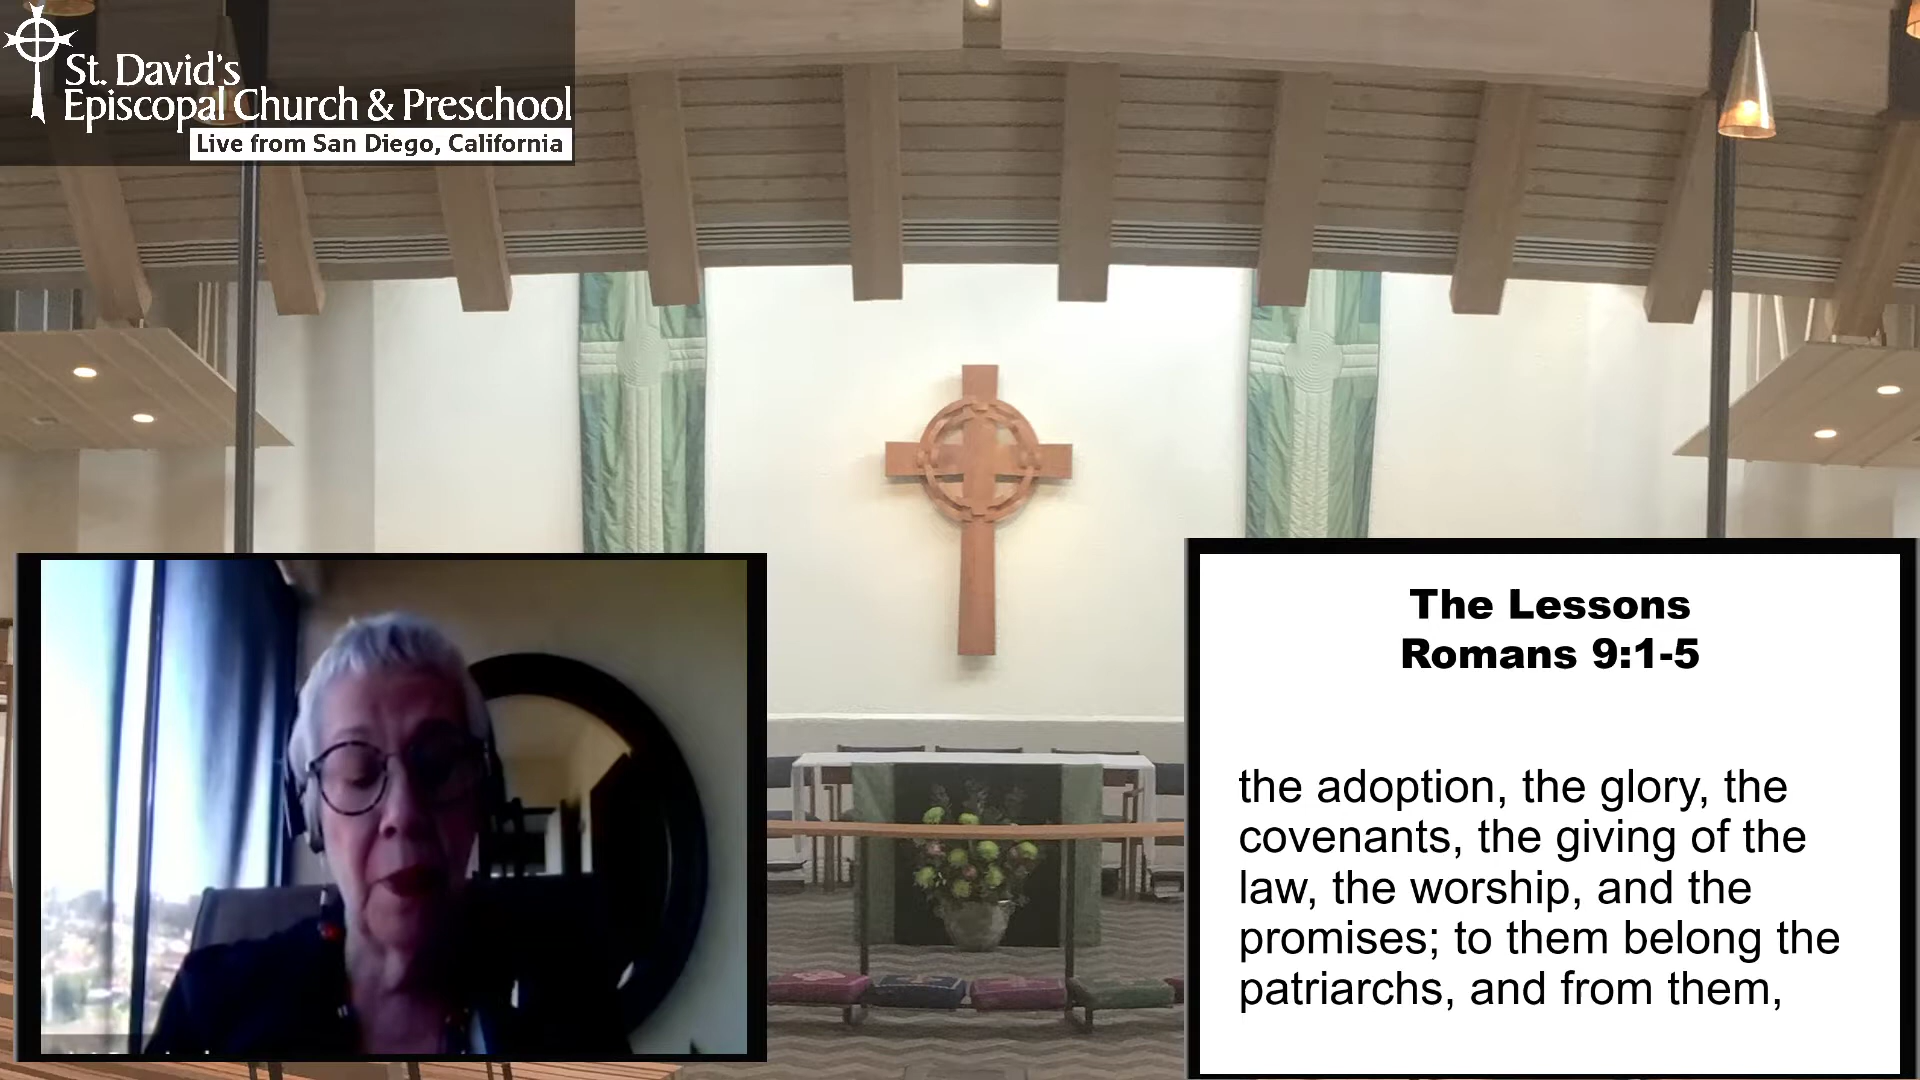 St. David's
Episcopal Church & Preschool
Live from San Diego, California
The Lessons
Romans 9:1-5
the adoption, the glory, the
covenants, the giving of the
law, the worship, and the
promises; to them belong the
patriarchs, and from them,